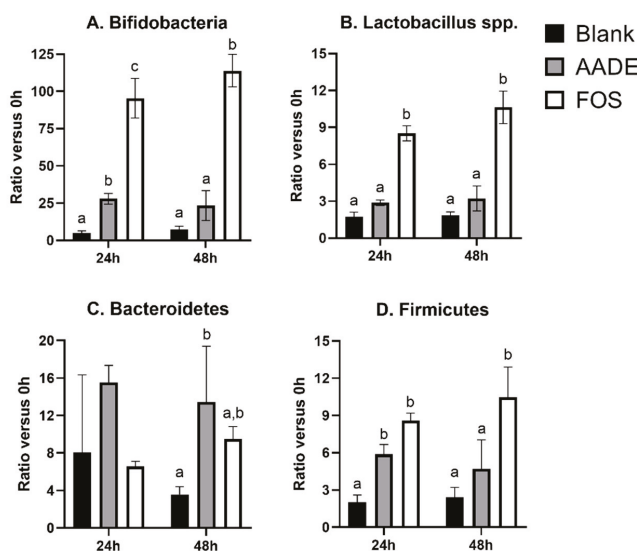 A. Bifidobacteria
Ratio versus 0h
125
100
75
50
25
0
a
b
c
a
a
b
24h
48h
B. Lactobacillus spp.
Ratio versus 0h
15
12
9
6
3
0
a
a
b
a
a
b
24h
48h
Blank
AADE
FOS
C. Bacteroidetes
Ratio versus 0h
20
16
12
8
4
0
a
b
a,b
24h
48h
D. Firmicutes
Ratio versus 0h
15
12
9
6
3
0
a
b
b
a
a
b
24h
48h